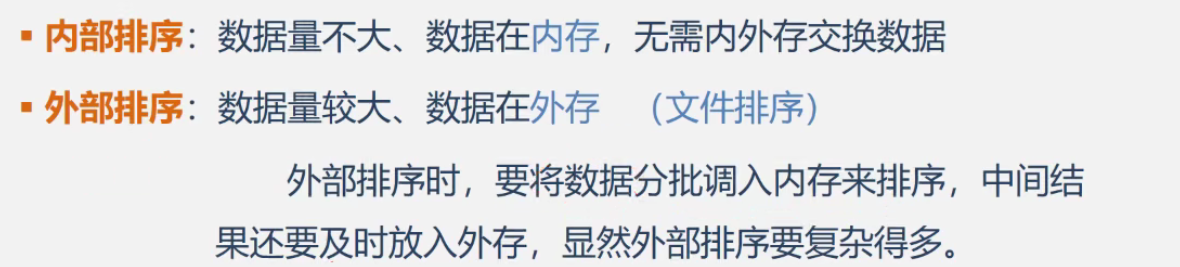 ▪ 内部排序：数据量不大、数据在内存，无需内外存交换数据
▪ 外部排序：数据量较大、数据在外存 （文件排序）
外部排序时，要将数据分批调入内存来排序，中间结
果还要及时放入外存，显然外部排序要复杂得多。